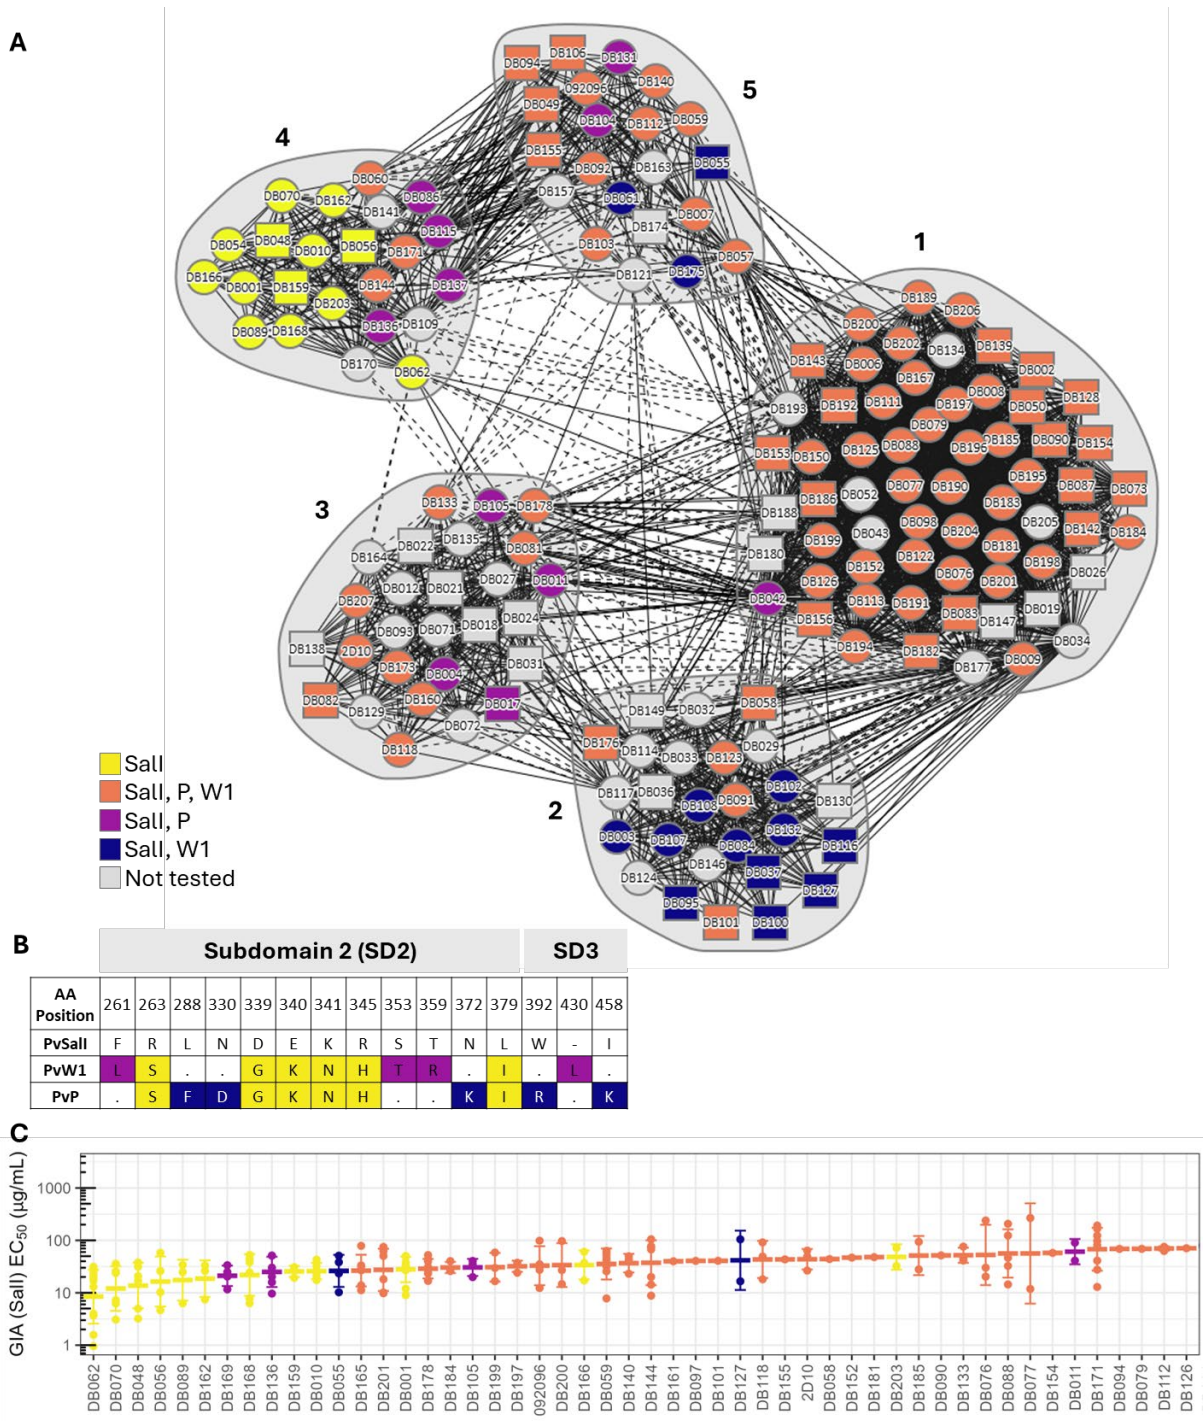 A
5
4
1
3
2
DB094
DB106
DB131
092096
DB140
DB049
DB104
DB112
DB059
DB155
DB092
DB163
DB055
DB157
DB061
DB007
DB174
DB103
DB057
DB121
DB175
DB060
DB070
DB162
DB086
DB141
DB115
DB054
DB048
DB010
DB056
DB171
DB166
DB001
DB159
DB144
DB137
DB203
DB089
DB168
DB136
DB109
DB170
DB062
DB189
DB206
DB200
DB202
DB134
DB139
DB143
DB006
DB167
DB002
DB193
DB192
DB111
DB197
DB008
DB050
DB128
DB079
DB153
DB150
DB125
DB088
DB196
DB185
DB090
DB154
DB186
DB052
DB077
DB190
DB195
DB087
DB073
DB188
DB183
DB199
DB043
DB098
DB204
DB205
DB142
DB184
DB180
DB152
DB122
DB181
DB198
DB026
DB042
DB126
DB076
DB201
DB156
DB113
DB191
DB083
DB147
DB019
DB194
DB182
DB177
DB009
DB034
DB133
DB105
DB178
DB164
DB022
DB135
DB081
DB207
DB012
DB021
DB027
DB011
DB138
DB093
DB071
DB018
DB024
2D10
DB173
DB004
DB031
DB082
DB129
DB160
DB017
DB072
DB118
DB149
DB032
DB058
DB176
DB114
DB033
DB123
DB029
DB117
DB036
DB108
DB091
DB102
DB130
DB003
DB107
DB084
DB132
DB116
DB146
DB124
DB037
DB127
DB095
DB101
DB100
SalI
SalI, P, W1
SalI, P
SalI, W1
Not tested
B
Subdomain 2 (SD2) SD3
AA Position 261 263 288 330 339 340 341 345 353 359 372 379 392 430 458
PvSalI F R L N D E K R S T N L W - I
PvW1 L S . . G K N H T R . I . L .
PvP . S F D G K N H . . K I R . K
C
GIA (SalI) EC50 (µg/mL)
1000
100
10
1
DB062 DB070 DB048 DB056 DB089 DB162 DB169 DB168 DB136 DB159 DB010 DB055 DB165 DB201 DB001 DB178 DB184 DB105 DB199 DB197 092096 DB200 DB166 DB059 DB140 DB144 DB161 DB097 DB101 DB127 DB118 DB155 2D10 DB058 DB152 DB181 DB203 DB185 DB090 DB133 DB076 DB088 DB077 DB154 DB011 DB171 DB094 DB079 DB112 DB126